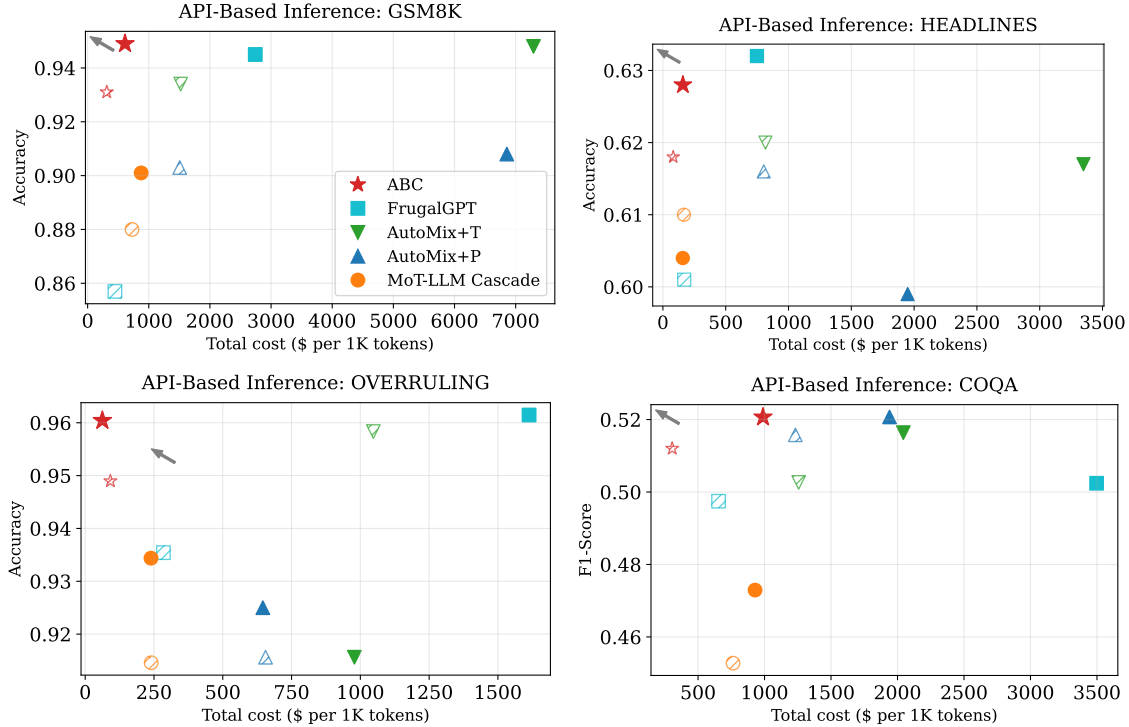 API-Based Inference: GSM8K
Accuracy
0.94
0.92
0.90
0.88
0.86
ABC
FrugalGPT
AutoMix+T
AutoMix+P
MoT-LLM Cascade
0 1000 2000 3000 4000 5000 6000 7000
Total cost ($ per 1K tokens)
API-Based Inference: HEADLINES
Accuracy
0.63
0.62
0.61
0.60
0 500 1000 1500 2000 2500 3000 3500
Total cost ($ per 1K tokens)
API-Based Inference: OVERRULING
Accuracy
0.96
0.95
0.94
0.93
0.92
0 250 500 750 1000 1250 1500
Total cost ($ per 1K tokens)
API-Based Inference: COQA
F1-Score
0.52
0.50
0.48
0.46
500 1000 1500 2000 2500 3000 3500
Total cost ($ per 1K tokens)